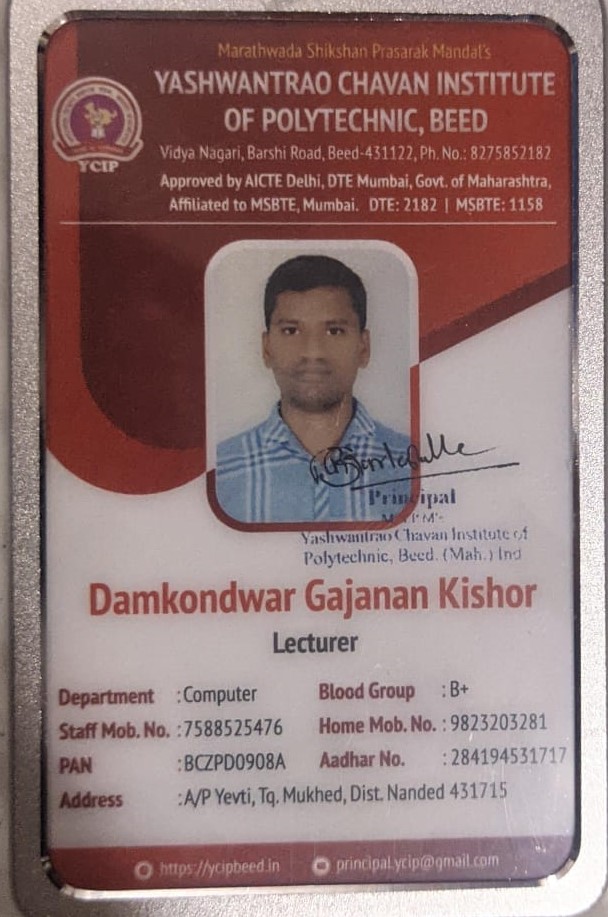 Marathwada Shikshan Prasarak Mandal's
YASHWANTRAO CHAVAN INSTITUTE
OF POLYTECHNIC, BEED
YCIP
Vidya Nagari, Barshi Road, Beed-431122, Ph. No.: 8275852182
Approved by AICTE Delhi, DTE Mumbai, Govt. of Maharashtra,
Affiliated to MSBTE, Mumbai. DTE: 2182 | MSBTE: 1158
Principal
Yashwantrao Chavan Institute of
Polytechnic, Beed. (Mah.) Ind
Damkondwar Gajanan Kishor
Lecturer
Department : Computer Blood Group : B+
Staff Mob. No. : 7588525476 Home Mob. No. : 9823203281
PAN : BCZPD0908A Aadhar No. : 284194531717
Address : A/P Yevti, Tq. Mukhed, Dist. Nanded 431715
https://ycipbeed.in principal.ycip@gmail.com